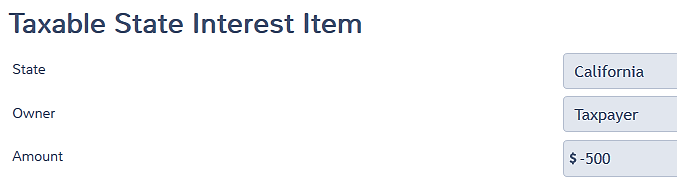 Taxable State Interest Item
State California
Owner Taxpayer
Amount $ -500